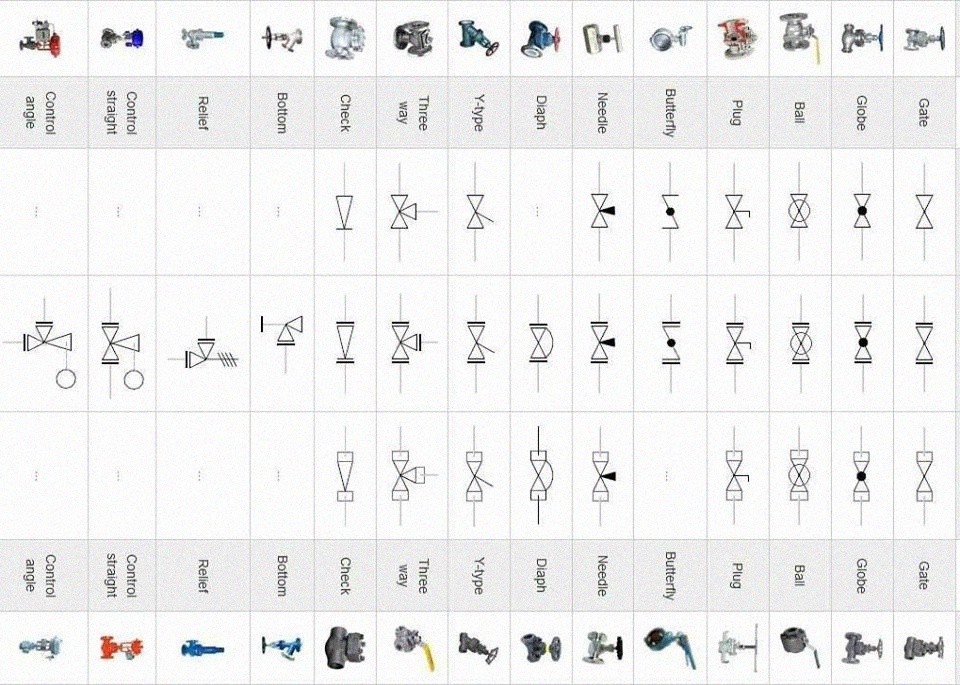 Gate Gate
Globe Globe
Ball Ball
Plug Plug
Butterfly ... Butterfly
Needle Needle
Diaph ... Diaph
Y-type Y-type
Three
way
Three
way
Check Check
Bottom ... ... Bottom
Relief ... ... Relief
Control
straight
... ...
Control
straight
Control
angle
... ...
Control
angle